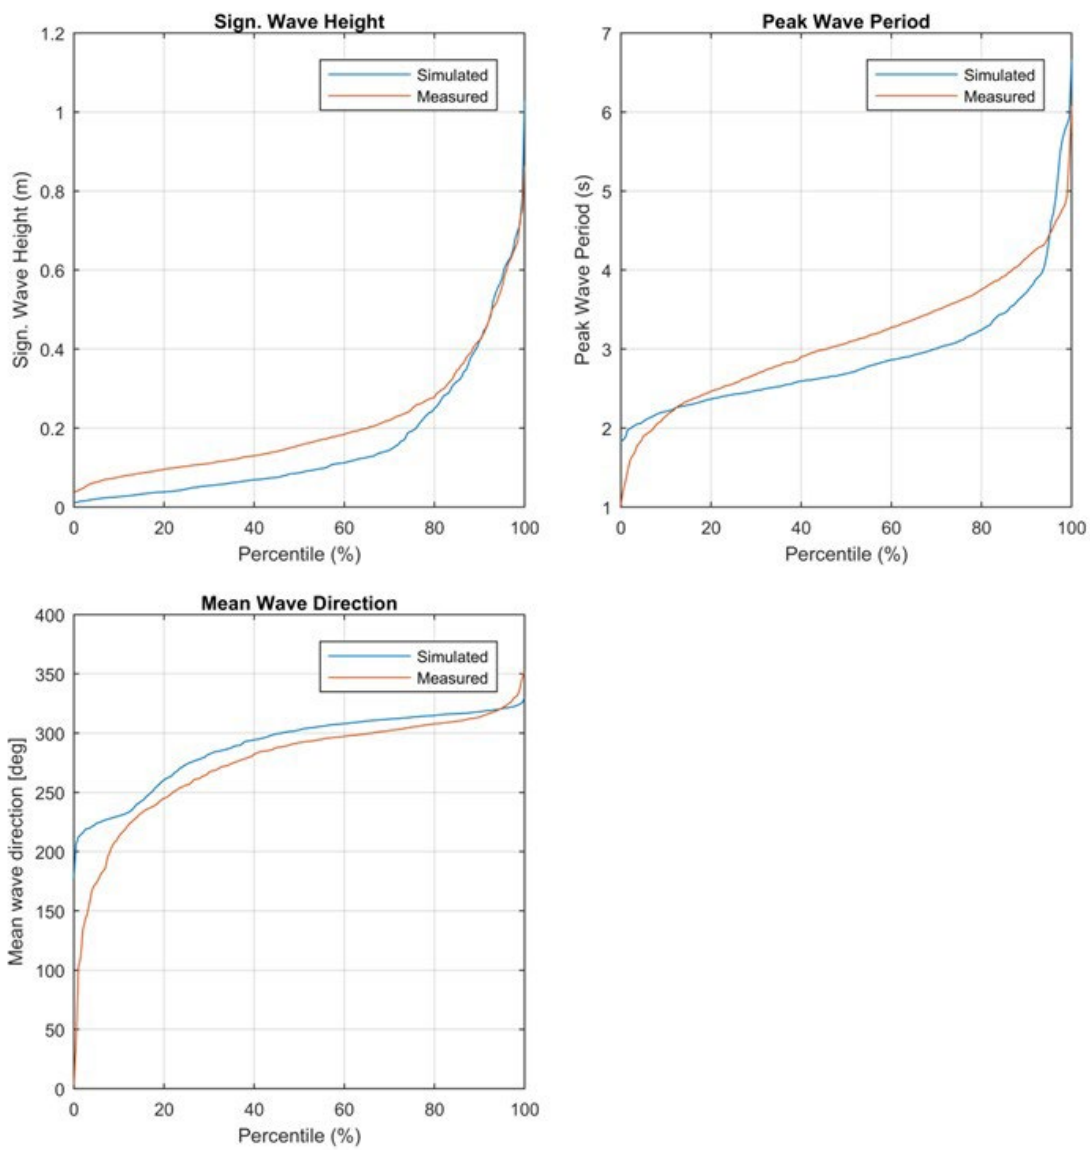 Sign. Wave Height
1.2
1
0.8
0.6
0.4
0.2
0
Sign. Wave Height (m)
Simulated
Measured
0 20 40 60 80 100
Percentile (%)
Peak Wave Period
7
6
5
4
3
2
1
Peak Wave Period (s)
Simulated
Measured
0 20 40 60 80 100
Percentile (%)
Mean Wave Direction
400
350
300
250
200
150
100
50
0
Mean wave direction [deg]
Simulated
Measured
0 20 40 60 80 100
Percentile (%)